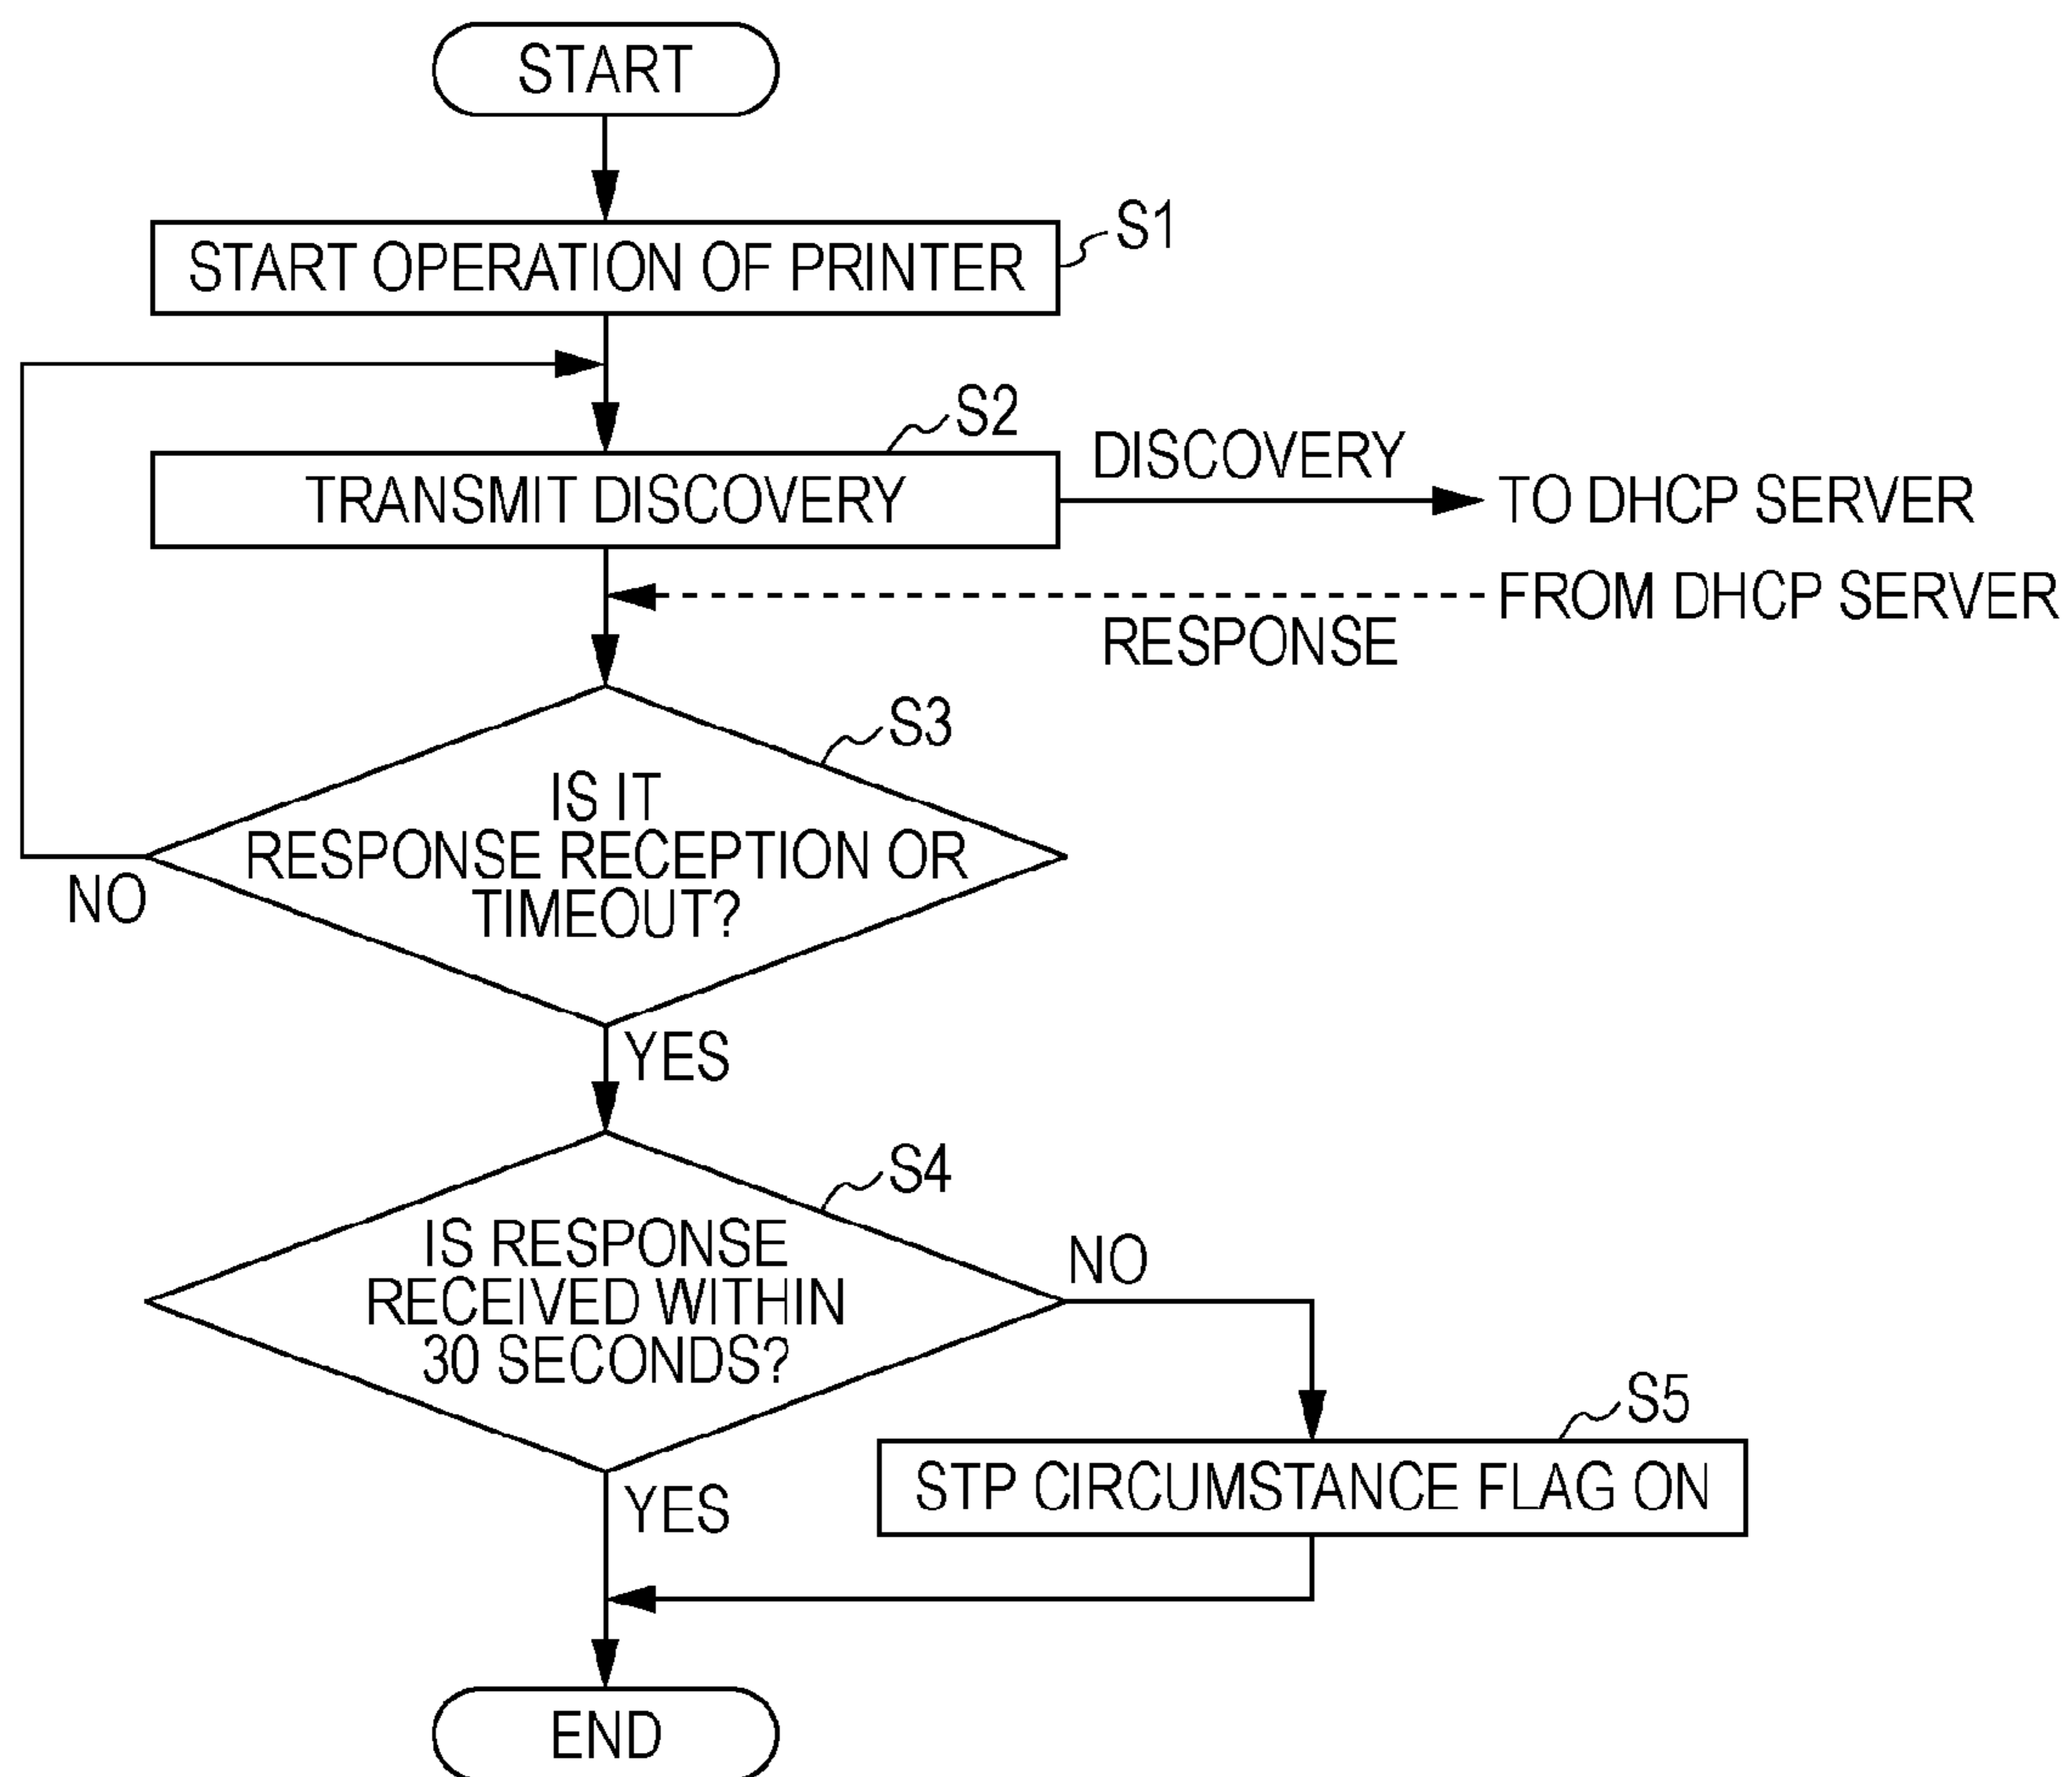 START
START OPERATION OF PRINTER
S1
S2
TRANSMIT DISCOVERY
DISCOVERY
TO DHCP SERVER
FROM DHCP SERVER
RESPONSE
S3
IS IT
RESPONSE RECEPTION OR
TIMEOUT?
NO
YES
S4
IS RESPONSE
RECEIVED WITHIN
30 SECONDS?
NO
S5
STP CIRCUMSTANCE FLAG ON
YES
END